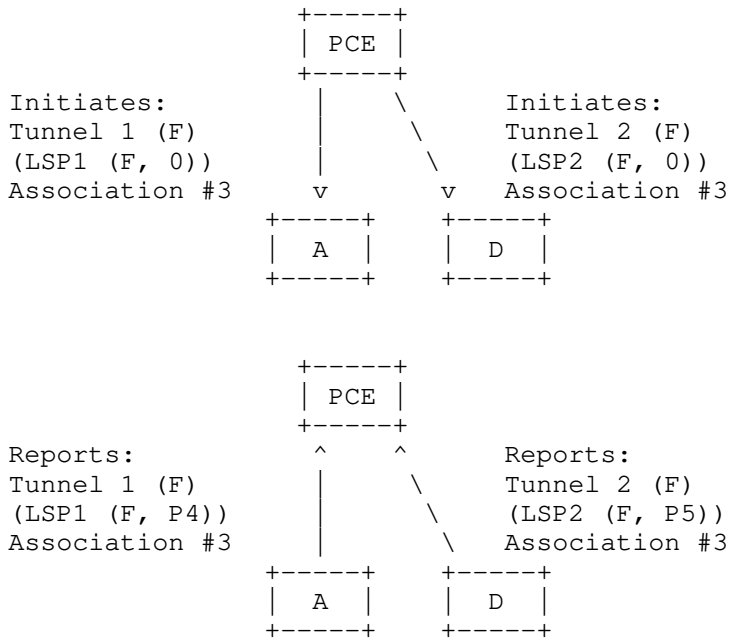 PCE
Initiates: Initiates:
Tunnel 1 (F) Tunnel 2 (F)
(LSP1 (F, 0)) (LSP2 (F, 0))
Association #3 v v Association #3
A D
PCE
Reports: ^ ^ Reports:
Tunnel 1 (F) Tunnel 2 (F)
(LSP1 (F, P4)) (LSP2 (F, P5))
Association #3 Association #3
A D